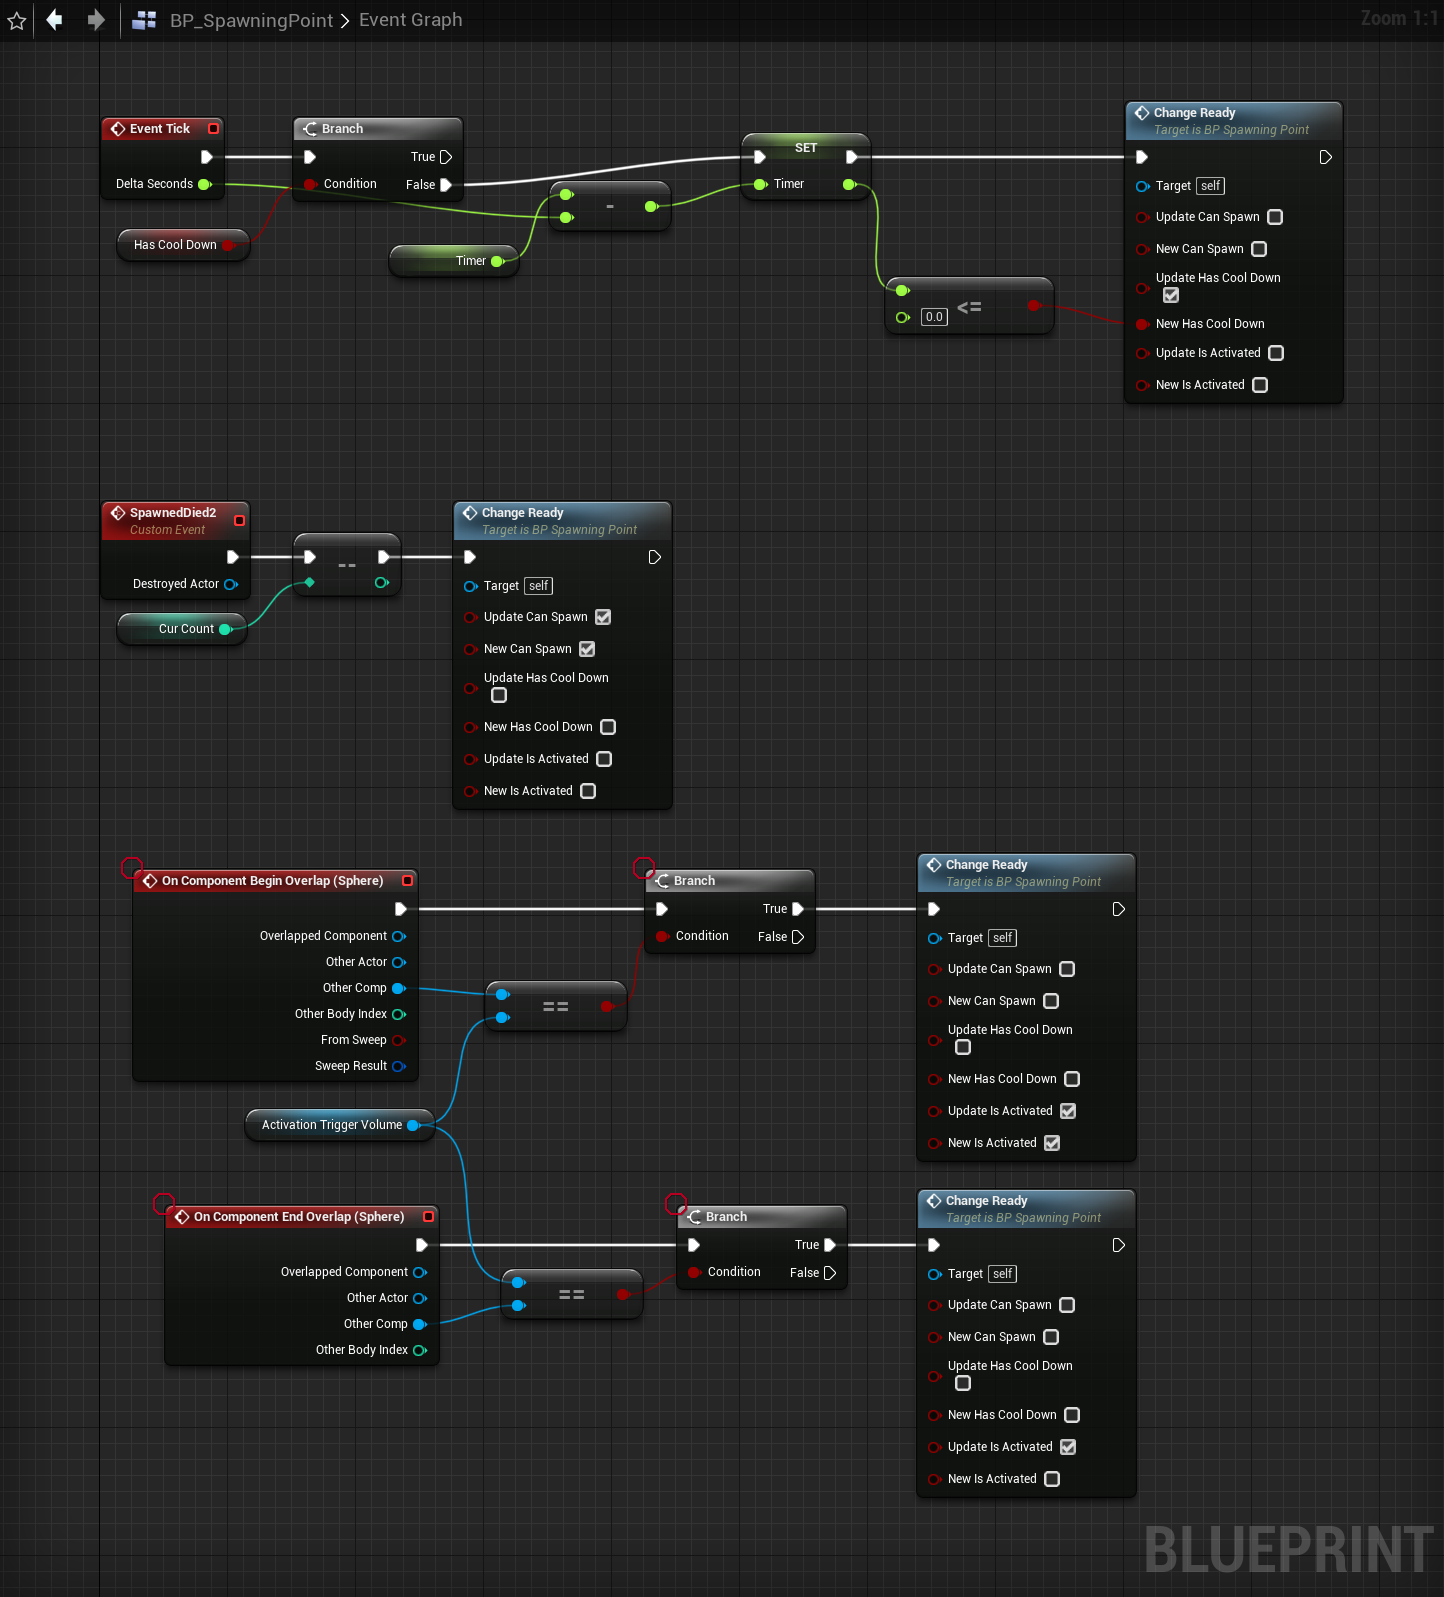 BP_SpawningPoint > Event Graph
Zoom 1:1
Event Tick
Delta Seconds
Has Cool Down
Branch
True
Condition
False
Timer
-
SET
Timer
0.0
<=
Change Ready
Target is BP Spawning Point
Target self
Update Can Spawn
New Can Spawn
Update Has Cool Down
New Has Cool Down
Update Is Activated
New Is Activated
SpawnedDied2
Custom Event
Destroyed Actor
Cur Count
--
Change Ready
Target is BP Spawning Point
Target self
Update Can Spawn
New Can Spawn
Update Has Cool Down
New Has Cool Down
Update Is Activated
New Is Activated
On Component Begin Overlap (Sphere)
Overlapped Component
Other Actor
Other Comp
Other Body Index
From Sweep
Sweep Result
Activation Trigger Volume
==
Branch
True
Condition
False
Change Ready
Target is BP Spawning Point
Target self
Update Can Spawn
New Can Spawn
Update Has Cool Down
New Has Cool Down
Update Is Activated
New Is Activated
On Component End Overlap (Sphere)
Overlapped Component
Other Actor
Other Comp
Other Body Index
==
Branch
True
Condition
False
Change Ready
Target is BP Spawning Point
Target self
Update Can Spawn
New Can Spawn
Update Has Cool Down
New Has Cool Down
Update Is Activated
New Is Activated
BLUEPRINT